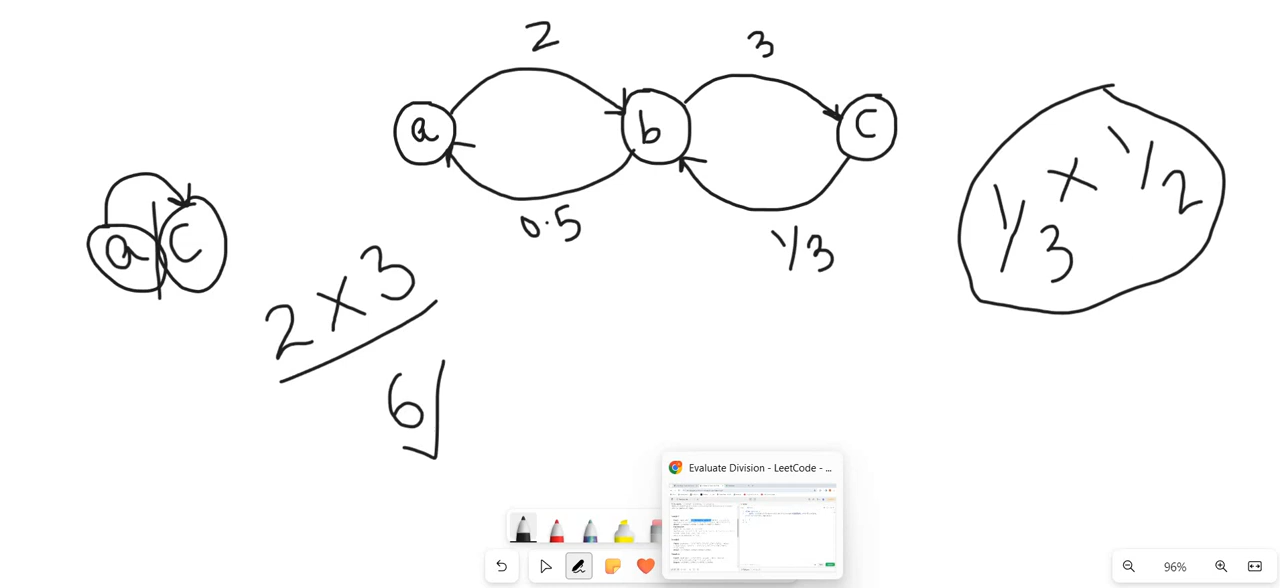 2
3
a
b
c
0.5
1/3
a
c
2 x 3
6
1/3 x 1/2
Evaluate Division - LeetCode - ...
96%